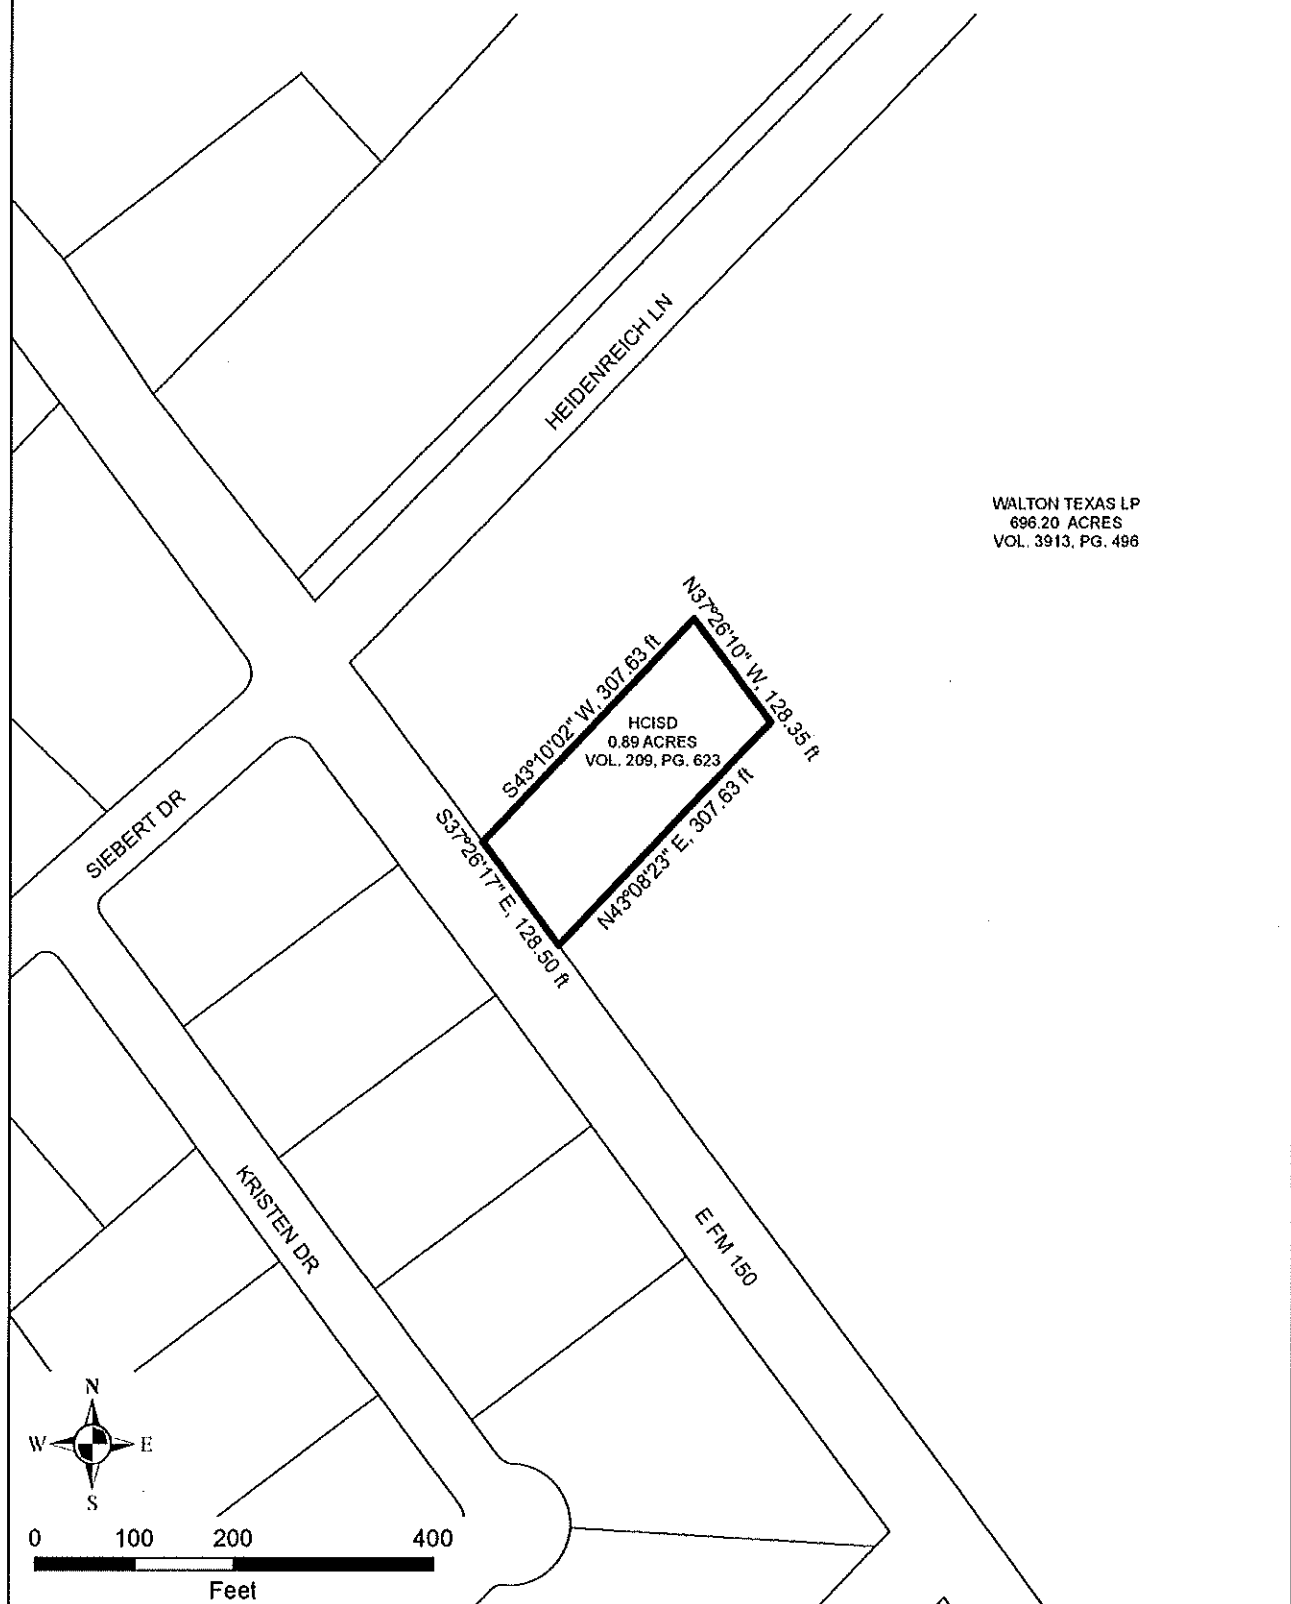 HEIDENREICH LN
WALTON TEXAS LP
696.20 ACRES
VOL. 3913, PG. 496
N37°26'10" W, 128.35 ft
S43°10'02" W, 307.63 ft
HCISD
0.89 ACRES
VOL. 209, PG. 623
N43°08'23" E, 307.63 ft
S37°26'17" E, 128.50 ft
SIEBERT DR
KRISTEN DR
E FM 150
N
W E
S
0 100 200 400
Feet